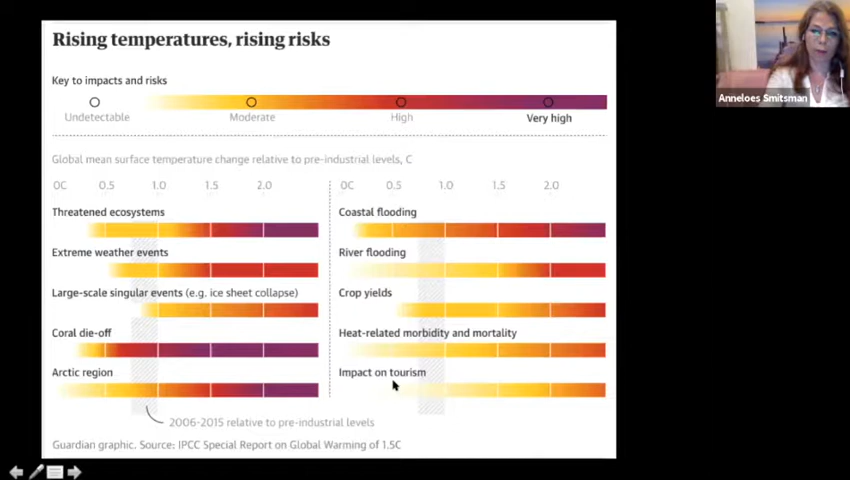 Rising temperatures, rising risks
Key to impacts and risks
Undetectable Moderate High Very high
Global mean surface temperature change relative to pre-industrial levels, C
0C 0.5 1.0 1.5 2.0
Threatened ecosystems
Extreme weather events
Large-scale singular events (e.g. ice sheet collapse)
Coral die-off
Arctic region
0C 0.5 1.0 1.5 2.0
Coastal flooding
River flooding
Crop yields
Heat-related morbidity and mortality
Impact on tourism
2006-2015 relative to pre-industrial levels
Guardian graphic. Source: IPCC Special Report on Global Warming of 1.5C
Anneloes Smitsman